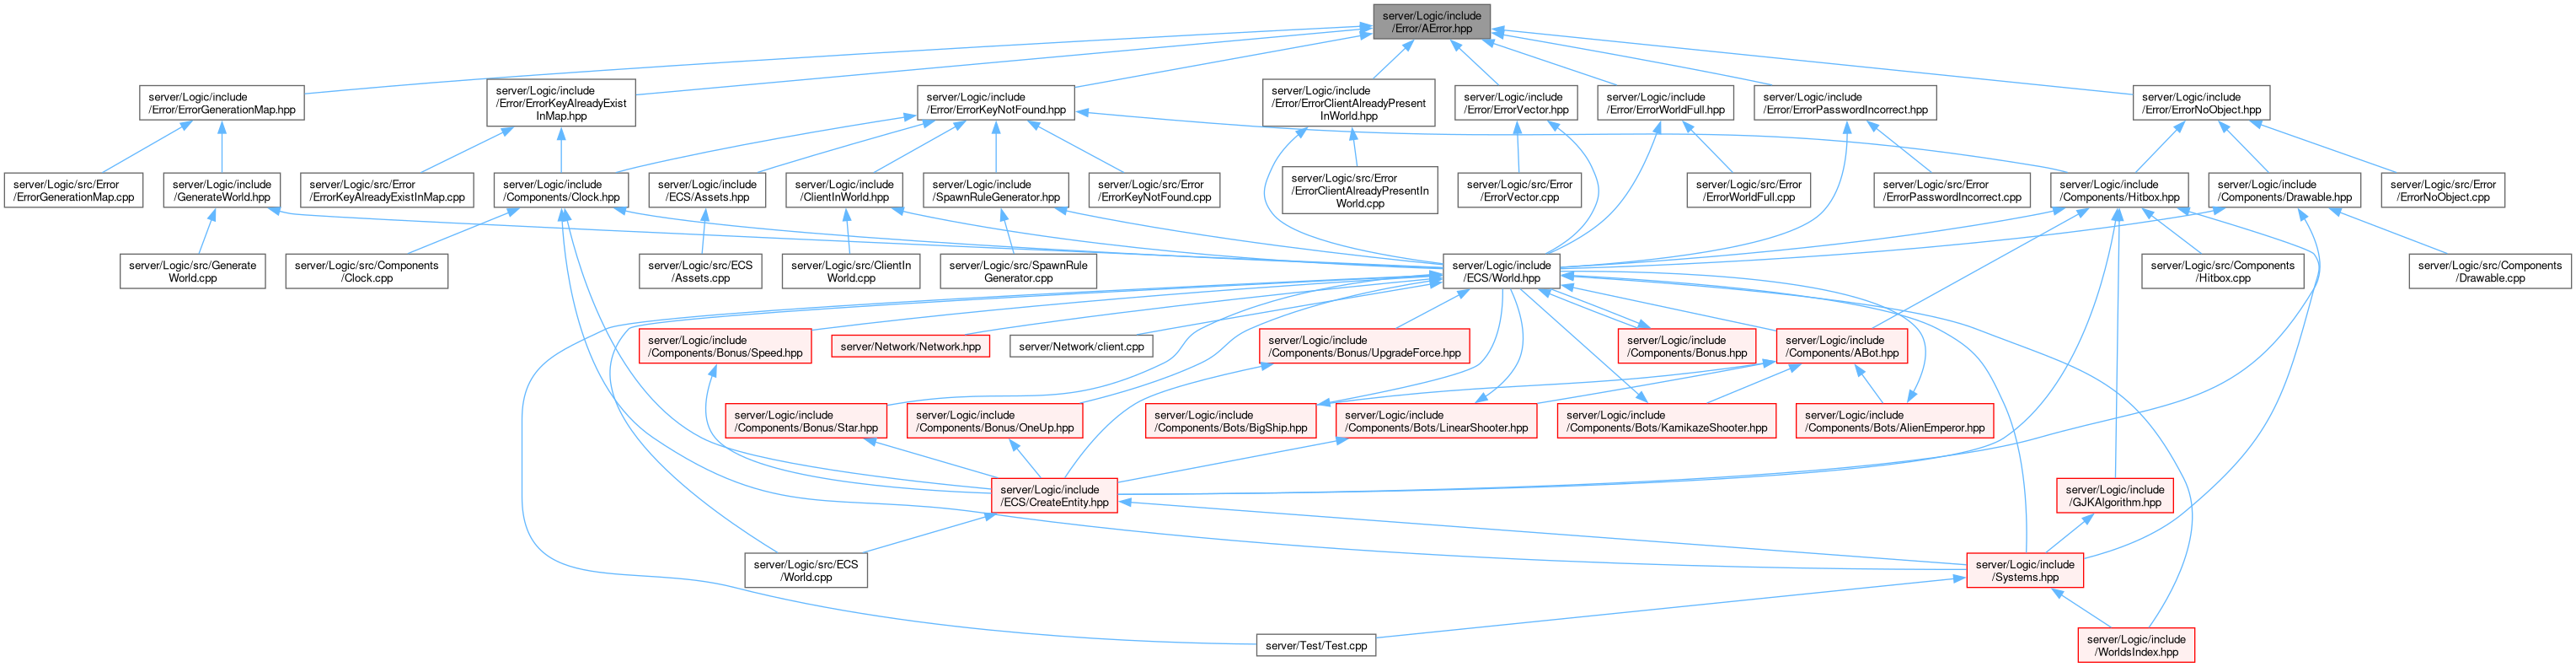 server/Logic/include
/Error/AError.hpp
server/Logic/include
/Error/ErrorGenerationMap.hpp
server/Logic/include
/Error/ErrorKeyAlreadyExist
InMap.hpp
server/Logic/include
/Error/ErrorKeyNotFound.hpp
server/Logic/include
/Error/ErrorClientAlreadyPresent
InWorld.hpp
server/Logic/include
/Error/ErrorVector.hpp
server/Logic/include
/Error/ErrorWorldFull.hpp
server/Logic/include
/Error/ErrorPasswordIncorrect.hpp
server/Logic/include
/Error/ErrorNoObject.hpp
server/Logic/src/Error
/ErrorGenerationMap.cpp
server/Logic/include
/GenerateWorld.hpp
server/Logic/src/Error
/ErrorKeyAlreadyExistInMap.cpp
server/Logic/include
/Components/Clock.hpp
server/Logic/include
/ECS/Assets.hpp
server/Logic/include
/ClientInWorld.hpp
server/Logic/include
/SpawnRuleGenerator.hpp
server/Logic/src/Error
/ErrorKeyNotFound.cpp
server/Logic/src/Error
/ErrorClientAlreadyPresentIn
World.cpp
server/Logic/src/Error
/ErrorVector.cpp
server/Logic/src/Error
/ErrorWorldFull.cpp
server/Logic/src/Error
/ErrorPasswordIncorrect.cpp
server/Logic/include
/Components/Hitbox.hpp
server/Logic/include
/Components/Drawable.hpp
server/Logic/src/Error
/ErrorNoObject.cpp
server/Logic/src/Generate
World.cpp
server/Logic/src/Components
/Clock.cpp
server/Logic/src/ECS
/Assets.cpp
server/Logic/src/ClientIn
World.cpp
server/Logic/src/SpawnRule
Generator.cpp
server/Logic/include
/ECS/World.hpp
server/Logic/src/Components
/Hitbox.cpp
server/Logic/src/Components
/Drawable.cpp
server/Logic/include
/Components/Bonus/Speed.hpp
server/Network/Network.hpp
server/Network/client.cpp
server/Logic/include
/Components/Bonus/UpgradeForce.hpp
server/Logic/include
/Components/Bonus.hpp
server/Logic/include
/Components/ABot.hpp
server/Logic/include
/Components/Bonus/Star.hpp
server/Logic/include
/Components/Bonus/OneUp.hpp
server/Logic/include
/Components/Bots/BigShip.hpp
server/Logic/include
/Components/Bots/LinearShooter.hpp
server/Logic/include
/Components/Bots/KamikazeShooter.hpp
server/Logic/include
/Components/Bots/AlienEmperor.hpp
server/Logic/include
/ECS/CreateEntity.hpp
server/Logic/include
/GJKAlgorithm.hpp
server/Logic/src/ECS
/World.cpp
server/Logic/include
/Systems.hpp
server/Test/Test.cpp
server/Logic/include
/WorldsIndex.hpp